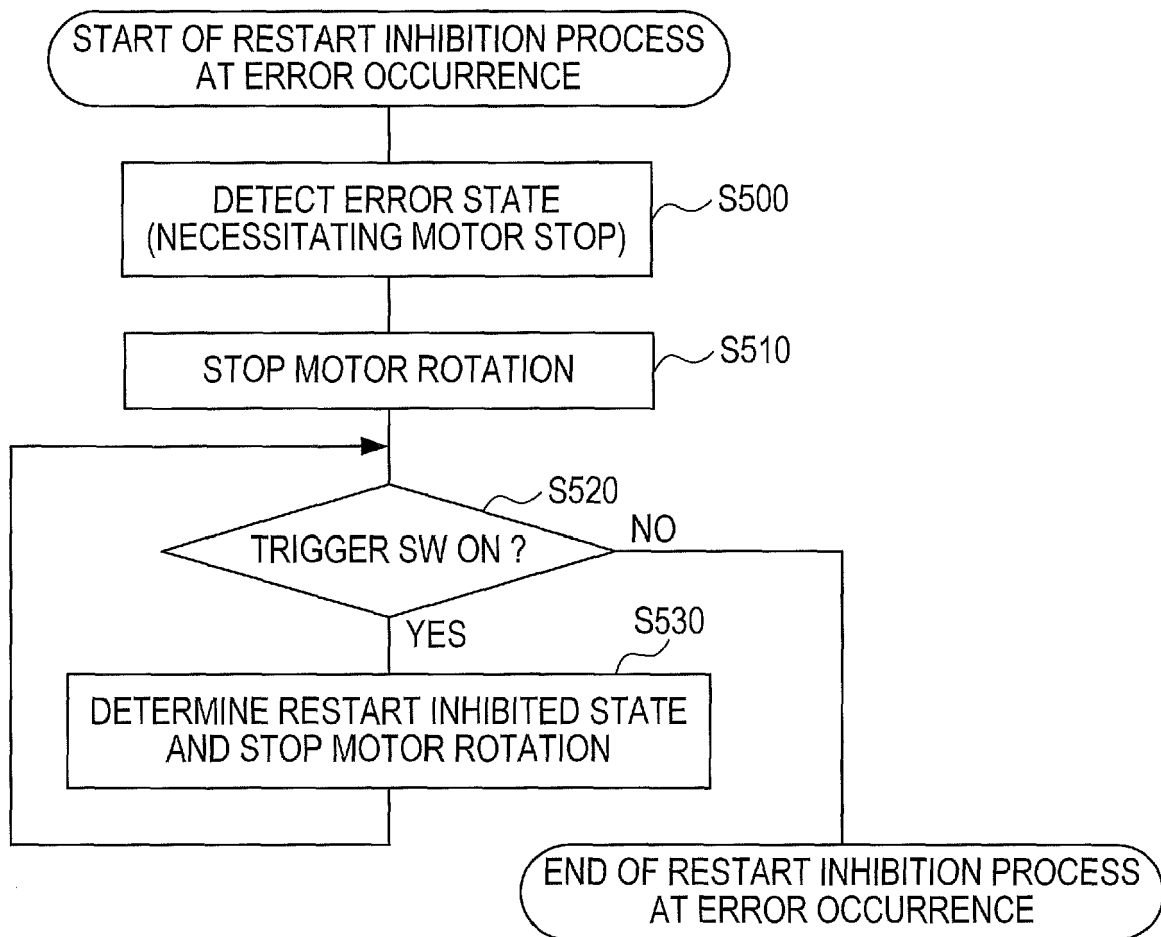 START OF RESTART INHIBITION PROCESS
AT ERROR OCCURRENCE
DETECT ERROR STATE
(NECESSITATING MOTOR STOP)
S500
STOP MOTOR ROTATION
S510
S520
TRIGGER SW ON ?
NO
YES
S530
DETERMINE RESTART INHIBITED STATE
AND STOP MOTOR ROTATION
END OF RESTART INHIBITION PROCESS
AT ERROR OCCURRENCE